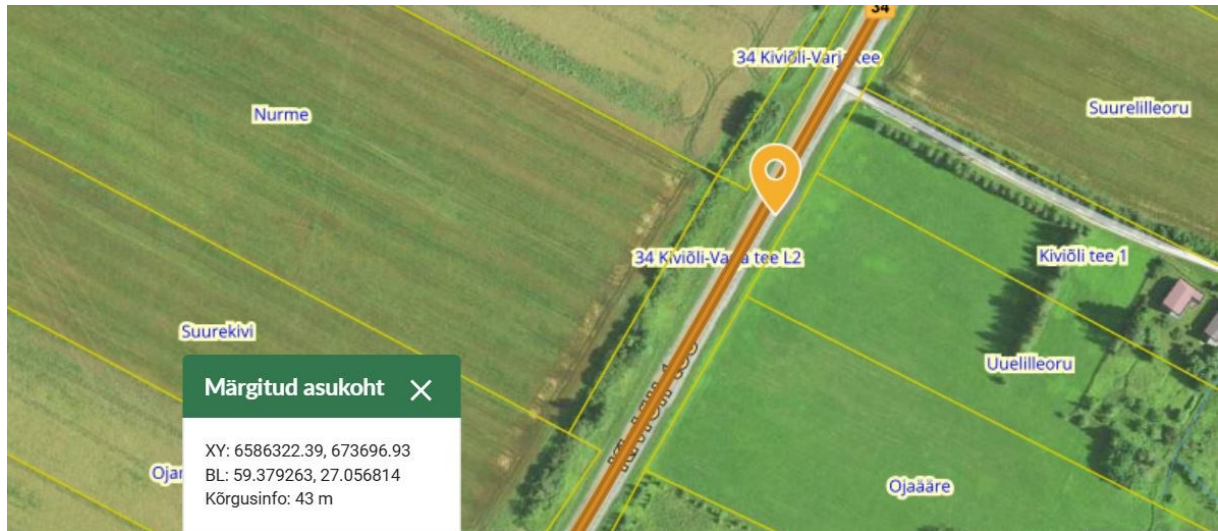 34
34 Kiviõli-Varja tee
Nurme
Suurelilleoru
34 Kiviõli-Varja tee L2
Kiviõli tee 1
Suurekivi
Uuelilleoru
Märgitud asukoht
XY: 6586322.39, 673696.93
BL: 59.379263, 27.056814
Kõrgusinfo: 43 m
Ojaääre